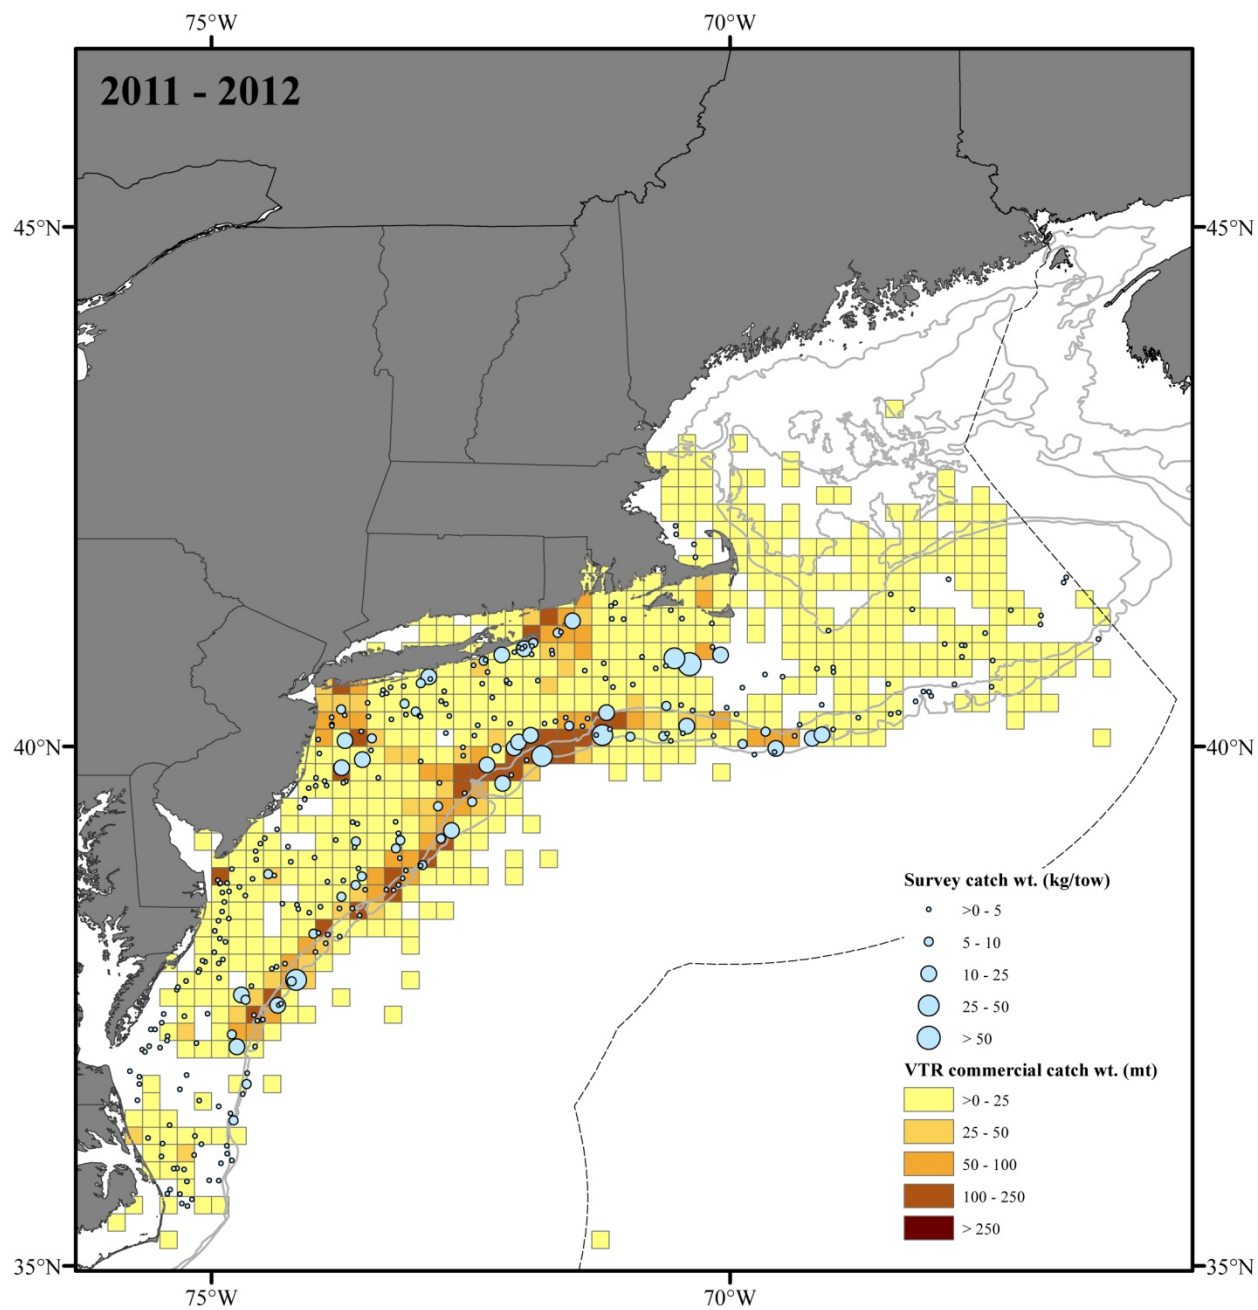 75°W 70°W
2011 - 2012
45°N 45°N
40°N 40°N
Survey catch wt. (kg/tow)
>0 - 5
5 - 10
10 - 25
25 - 50
> 50
VTR commercial catch wt. (mt)
>0 - 25
25 - 50
50 - 100
100 - 250
> 250
35°N 35°N
75°W 70°W